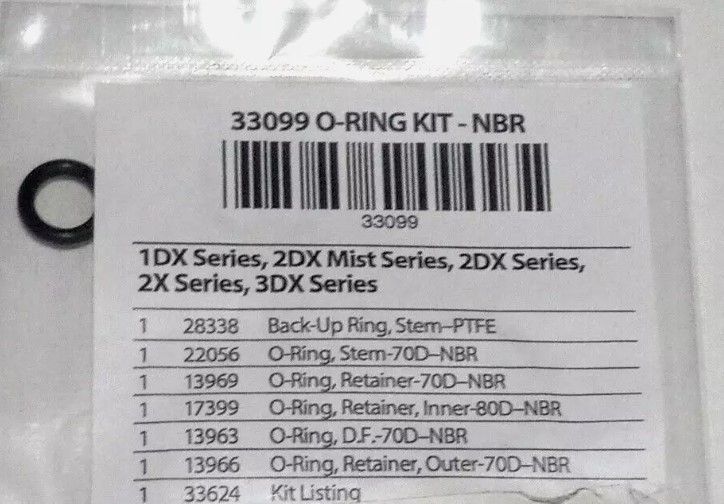 33099 O-RING KIT - NBR
33099
1DX Series, 2DX Mist Series, 2DX Series,
2X Series, 3DX Series
1 28338 Back-Up Ring, Stem–PTFE
1 22056 O-Ring, Stem-70D–NBR
1 13969 O-Ring, Retainer-70D–NBR
1 17399 O-Ring, Retainer, Inner-80D–NBR
1 13963 O-Ring, D.F.-70D–NBR
1 13966 O-Ring, Retainer, Outer-70D–NBR
1 33624 Kit Listing